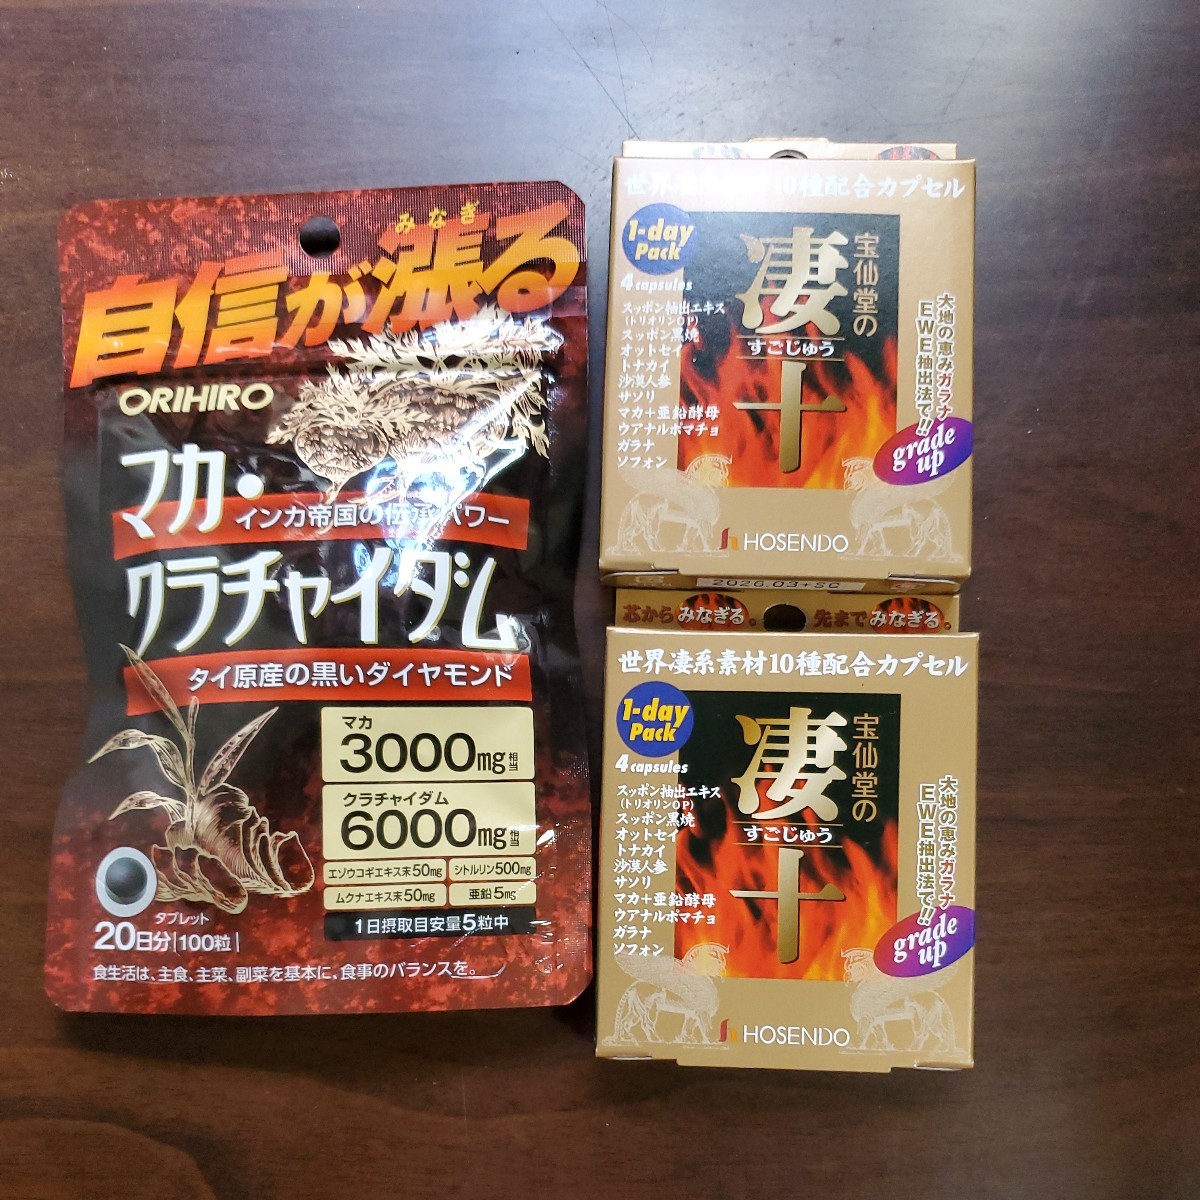 みなぎ
自信が漲る
ORIHIRO
マカ・
インカ帝国の伝承パワー
クラチャイダム
タイ原産の黒いダイヤモンド
マカ
3000mg相当
クラチャイダム
6000mg相当
エゾウコギエキス末50mg
シトルリン500mg
ムクナエキス末50mg
亜鉛5mg
1日摂取目安量5粒中
タブレット
20日分|100粒|
食生活は、主食、主菜、副菜を基本に、食事のバランスを。
世界凄系素材10種配合カプセル
1-day
Pack
4 capsules
スッポン抽出エキス
(トリオリンOP)
スッポン黒焼
オットセイ
トナカイ
沙漠人参
サソリ
マカ+亜鉛酵母
ウアナルポマチョ
ガラナ
ソフォン
宝仙堂の
凄
すごじゅう
十
大地の恵みガラナ
EWE抽出法で!!
grade
up
HOSENDO
2026.03+SC
芯からみなぎる。
先までみなぎる。
世界凄系素材10種配合カプセル
1-day
Pack
4 capsules
スッポン抽出エキス
(トリオリンOP)
スッポン黒焼
オットセイ
トナカイ
沙漠人参
サソリ
マカ+亜鉛酵母
ウアナルポマチョ
ガラナ
ソフォン
宝仙堂の
凄
すごじゅう
十
大地の恵みガラナ
EWE抽出法で!!
grade
up
HOSENDO